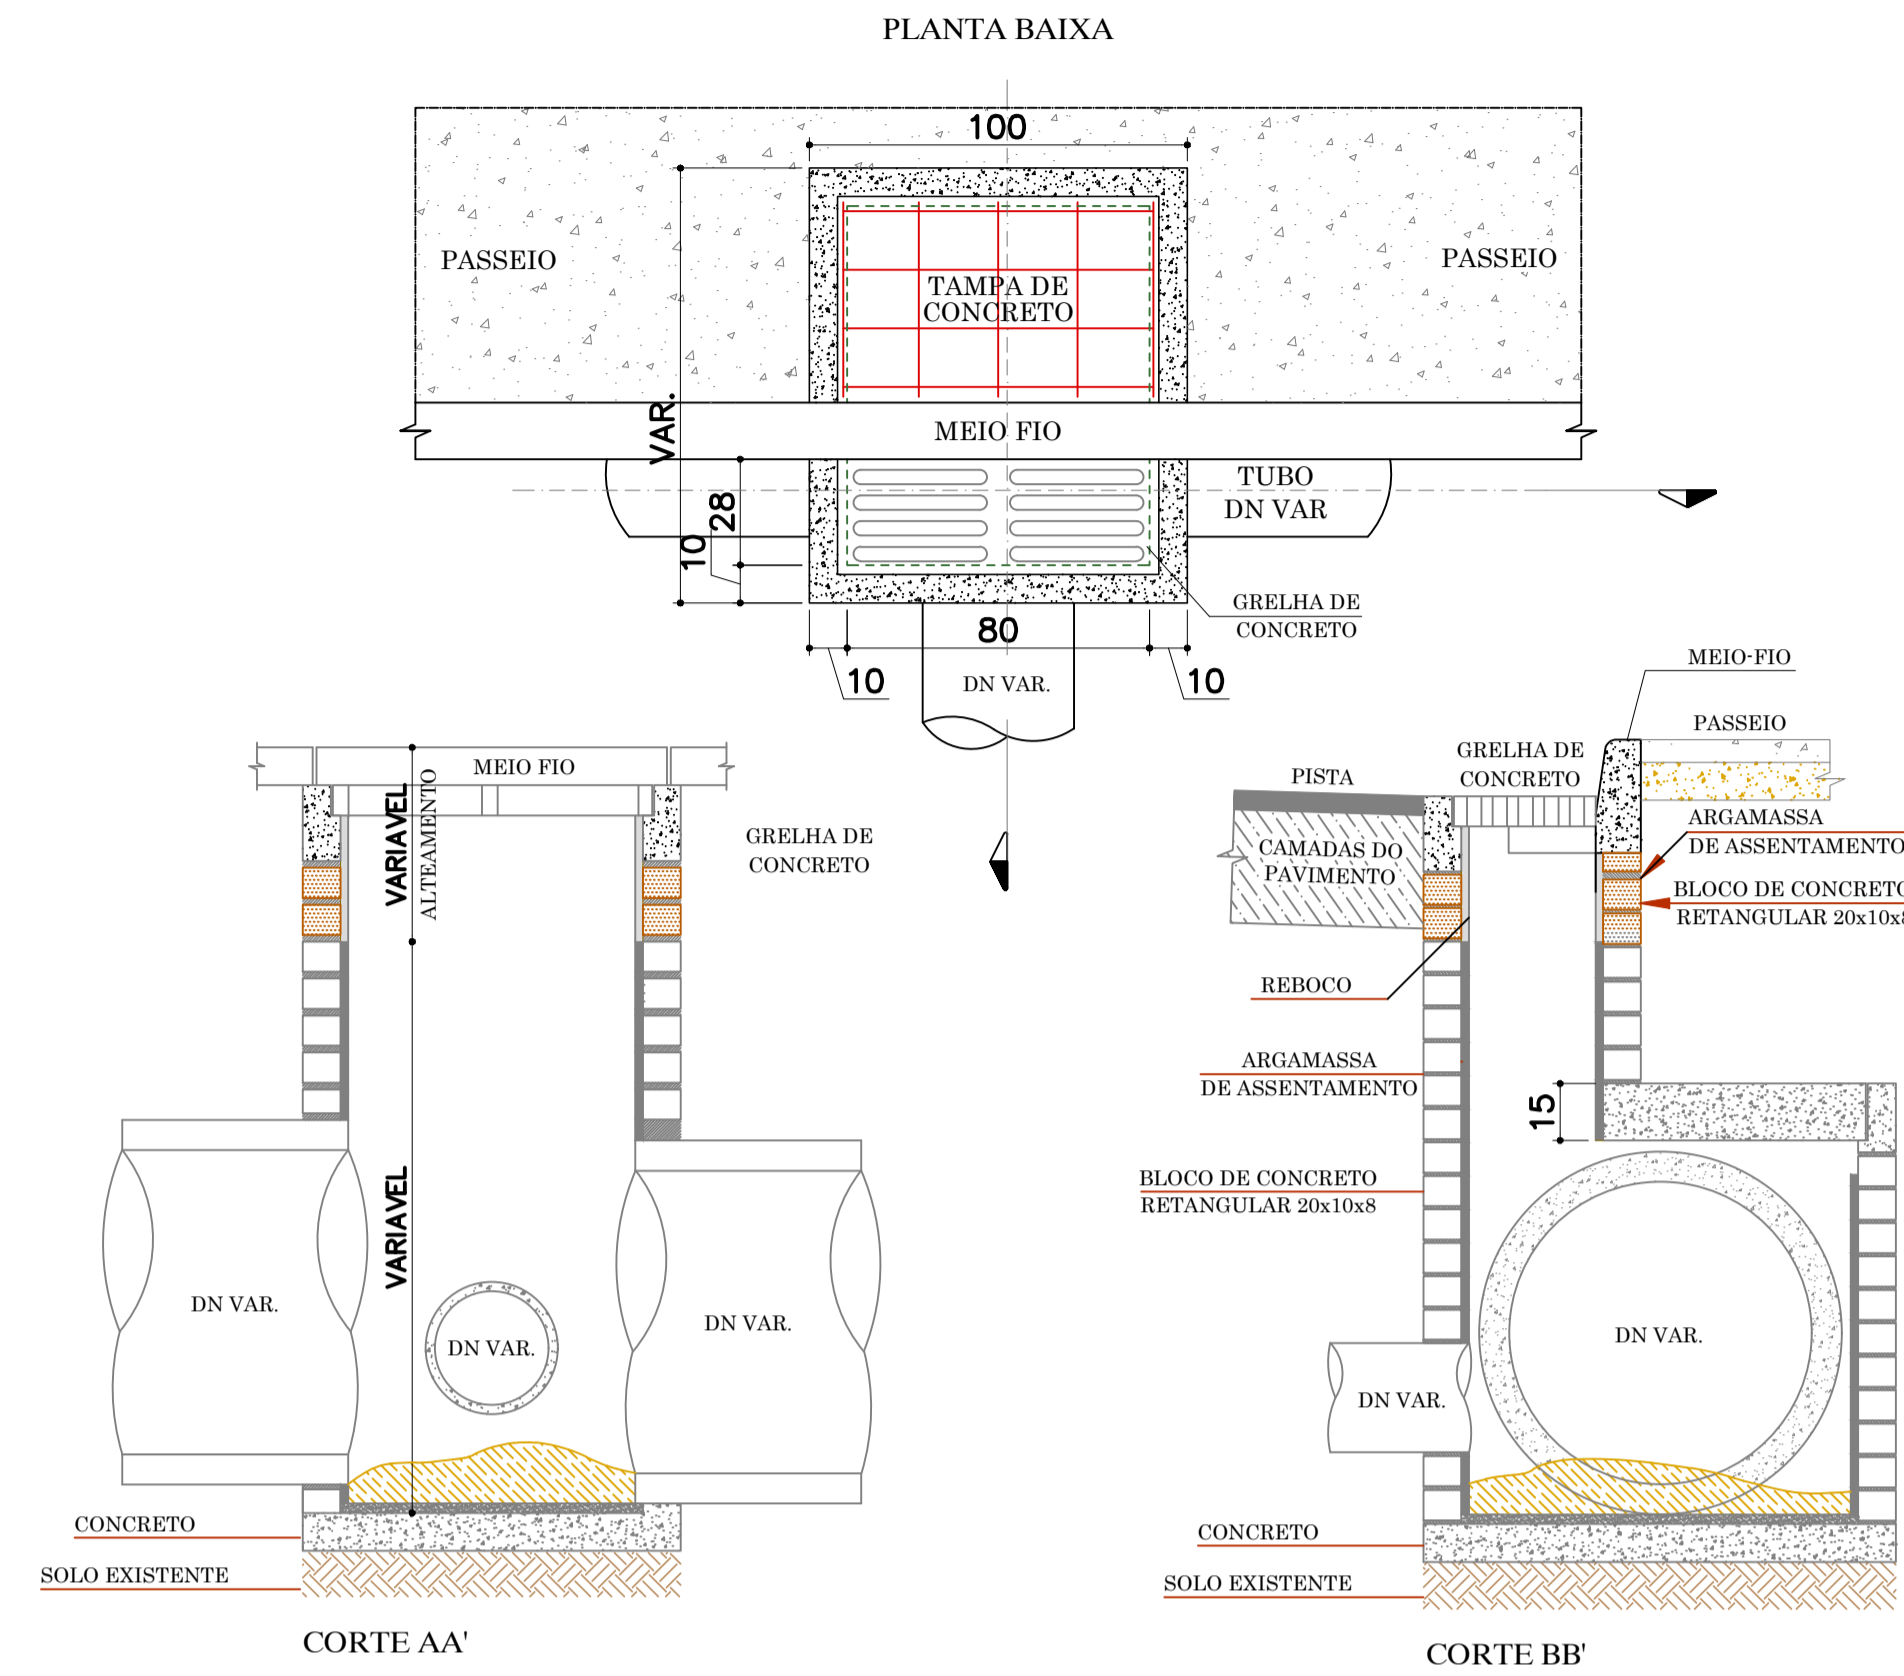 PLANTA BAIXA
100
PASSEIO
PASSEIO
TAMPA DE
CONCRETO
VAR.
MEIO FIO
28
10
TUBO
DN VAR
GRELHA DE
CONCRETO
80
10
10
DN VAR.
MEIO FIO
VARIAVEL
ALTEAMENTO
GRELHA DE
CONCRETO
VARIAVEL
DN VAR.
DN VAR.
DN VAR.
CONCRETO
SOLO EXISTENTE
CORTE AA'
MEIO-FIO
PASSEIO
GRELHA DE
CONCRETO
PISTA
CAMADAS DO
PAVIMENTO
ARGAMASSA
DE ASSENTAMENTO
BLOCO DE CONCRETO
RETANGULAR 20x10x8
REBOCO
ARGAMASSA
DE ASSENTAMENTO
15
BLOCO DE CONCRETO
RETANGULAR 20x10x8
DN VAR.
DN VAR.
CONCRETO
SOLO EXISTENTE
CORTE BB'